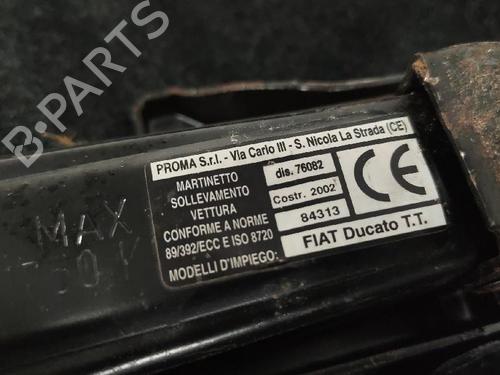 B-Parts
PROMA S.r.l. - Via Carlo III - S. Nicola La Strada (CE)
MARTINETTO
SOLLEVAMENTO
VETTURA
CONFORME A NORME
89/392/ECC E ISO 8720
MODELLI D'IMPIEGO:
dis. 76082
Costr. 2002
84313
CE
FIAT Ducato T.T.
MAX